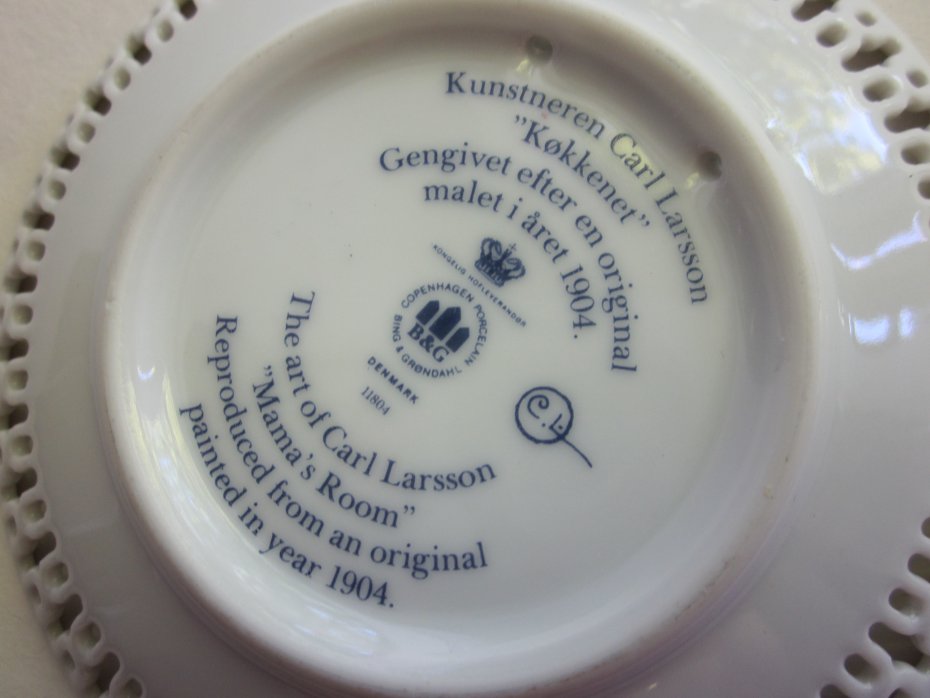 Kunstneren Carl Larsson
"Køkkenet"
Gengivet efter en original
malet i året 1904.
KONGELIG HOFLEVERANDØR
COPENHAGEN PORCELAIN
BING & GRØNDAHL
B&G
DENMARK
11804
C.L.
The art of Carl Larsson
"Mama's Room"
Reproduced from an original
painted in year 1904.